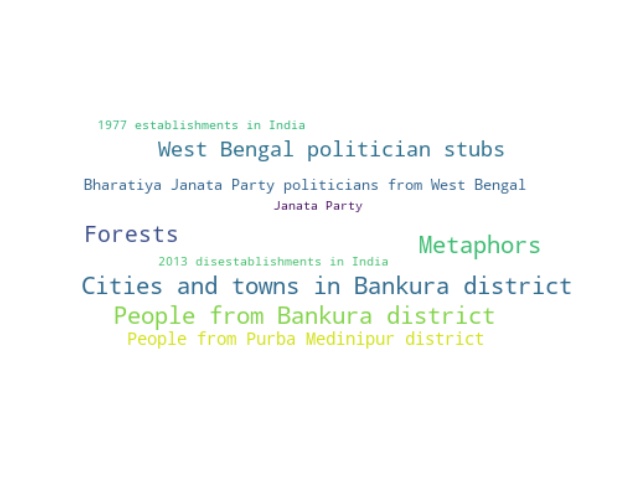 1977 establishments in India
West Bengal politician stubs
Bharatiya Janata Party politicians from West Bengal
Janata Party
Forests
Metaphors
2013 disestablishments in India
Cities and towns in Bankura district
People from Bankura district
People from Purba Medinipur district